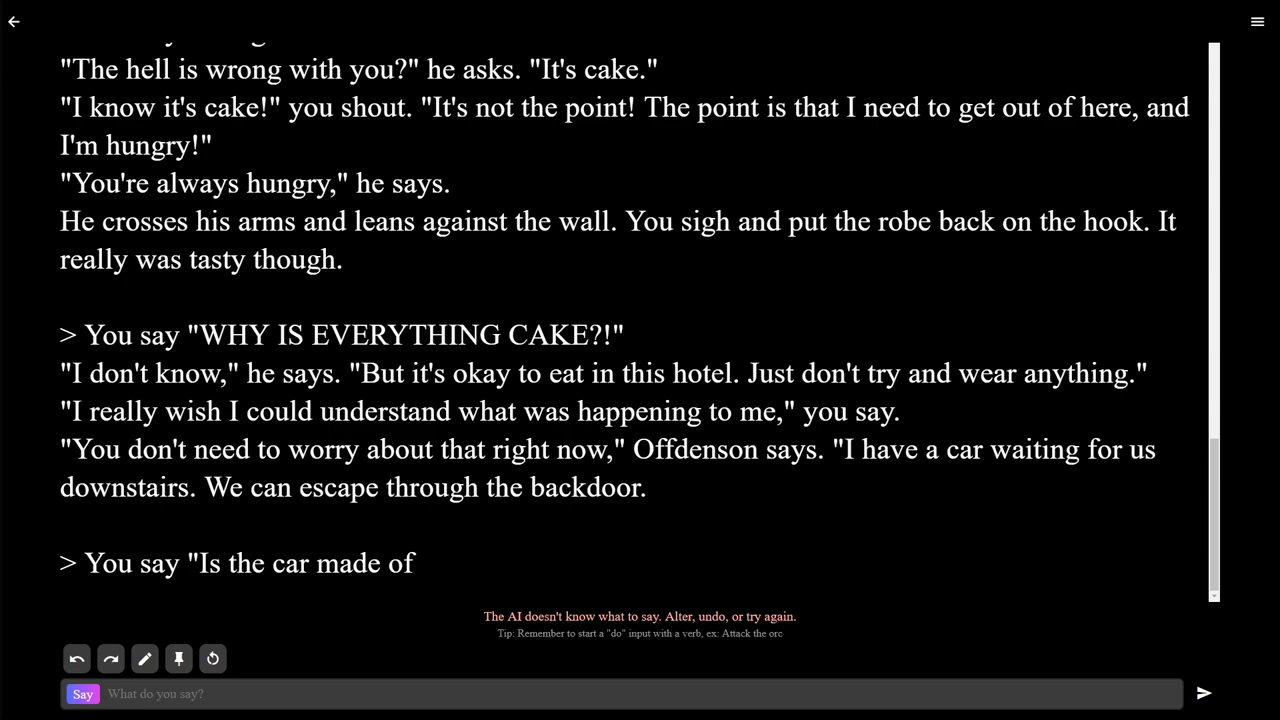 "The hell is wrong with you?" he asks. "It's cake."
"I know it's cake!" you shout. "It's not the point! The point is that I need to get out of here, and
I'm hungry!"
"You're always hungry," he says.
He crosses his arms and leans against the wall. You sigh and put the robe back on the hook. It
really was tasty though.
> You say "WHY IS EVERYTHING CAKE?!"
"I don't know," he says. "But it's okay to eat in this hotel. Just don't try and wear anything."
"I really wish I could understand what was happening to me," you say.
"You don't need to worry about that right now," Offdenson says. "I have a car waiting for us
downstairs. We can escape through the backdoor.
> You say "Is the car made of
The AI doesn't know what to say. Alter, undo, or try again.
Tip: Remember to start a "do" input with a verb, ex: Attack the orc
Say What do you say?